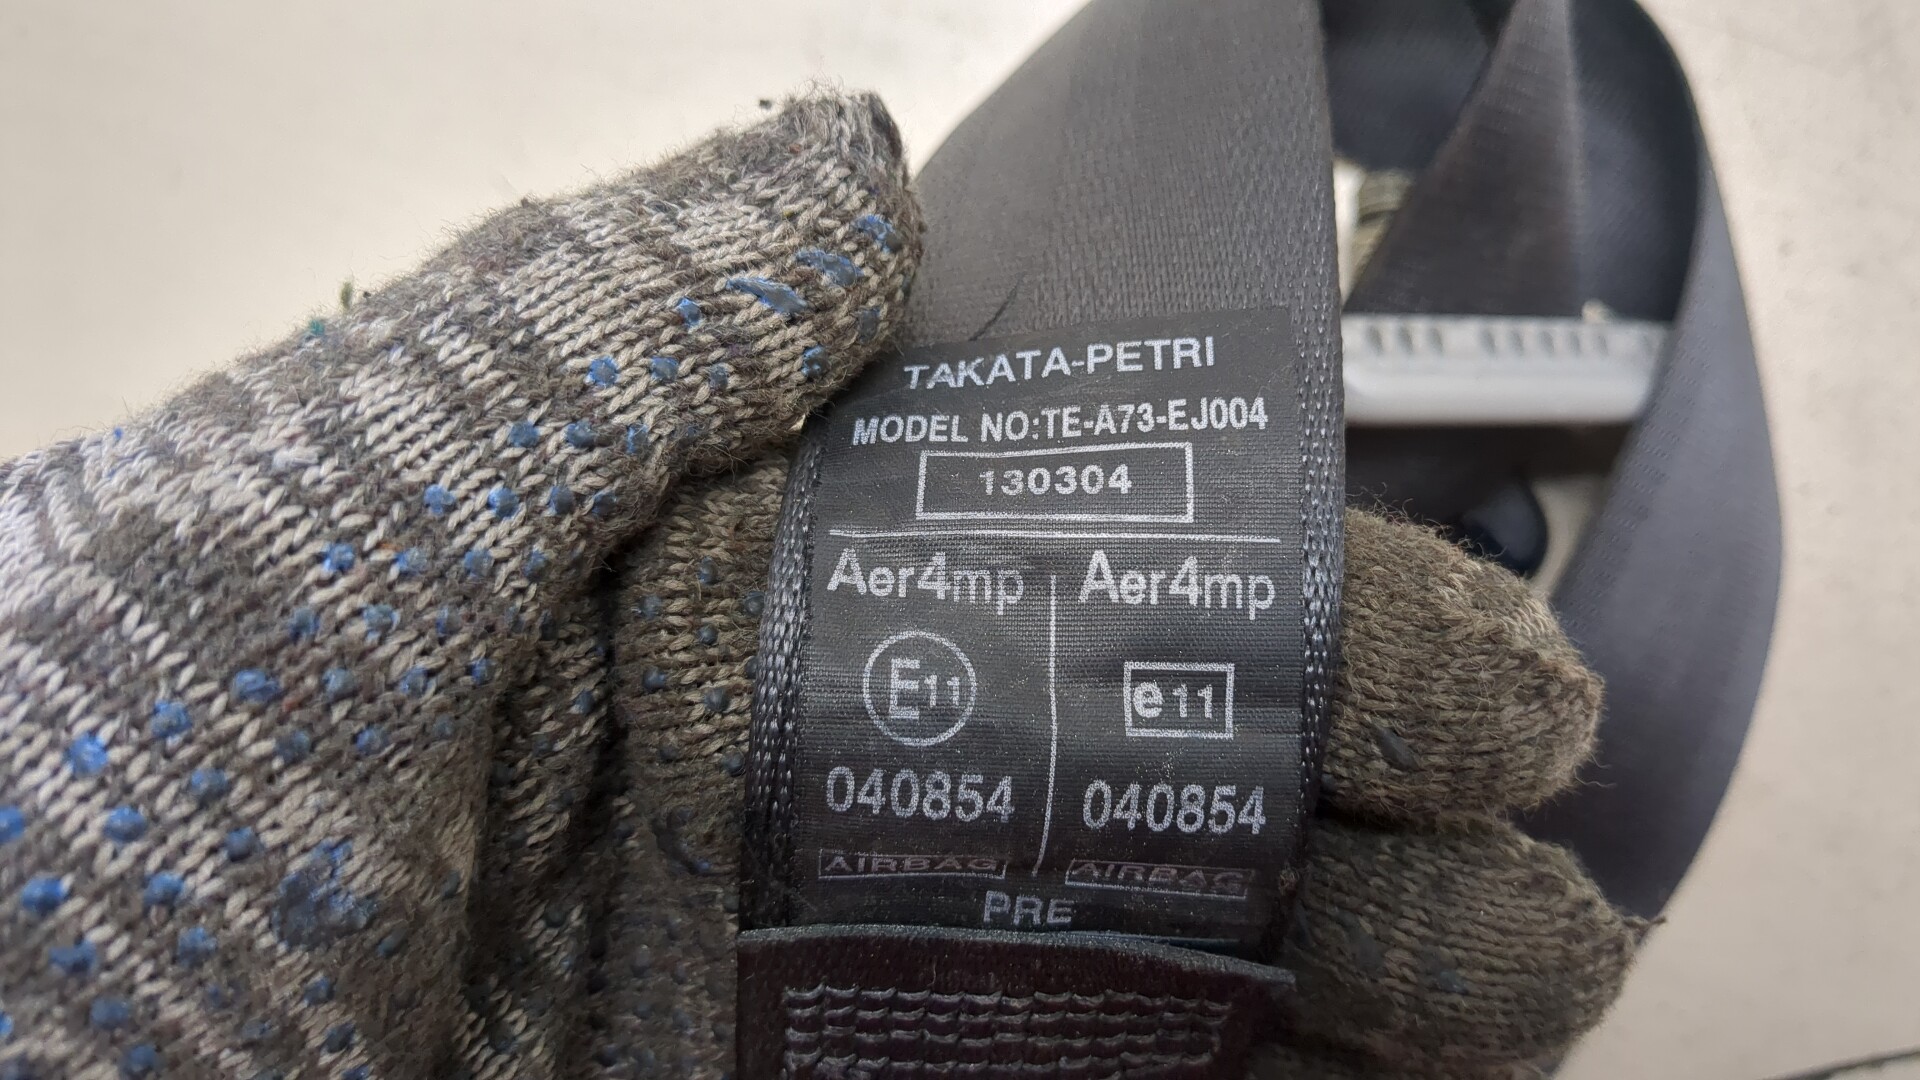 TAKATA-PETRI
MODEL NO:TE-A73-EJ004
130304
Aer4mp Aer4mp
E11 e11
040854 040854
AIRBAG AIRBAG
PRE